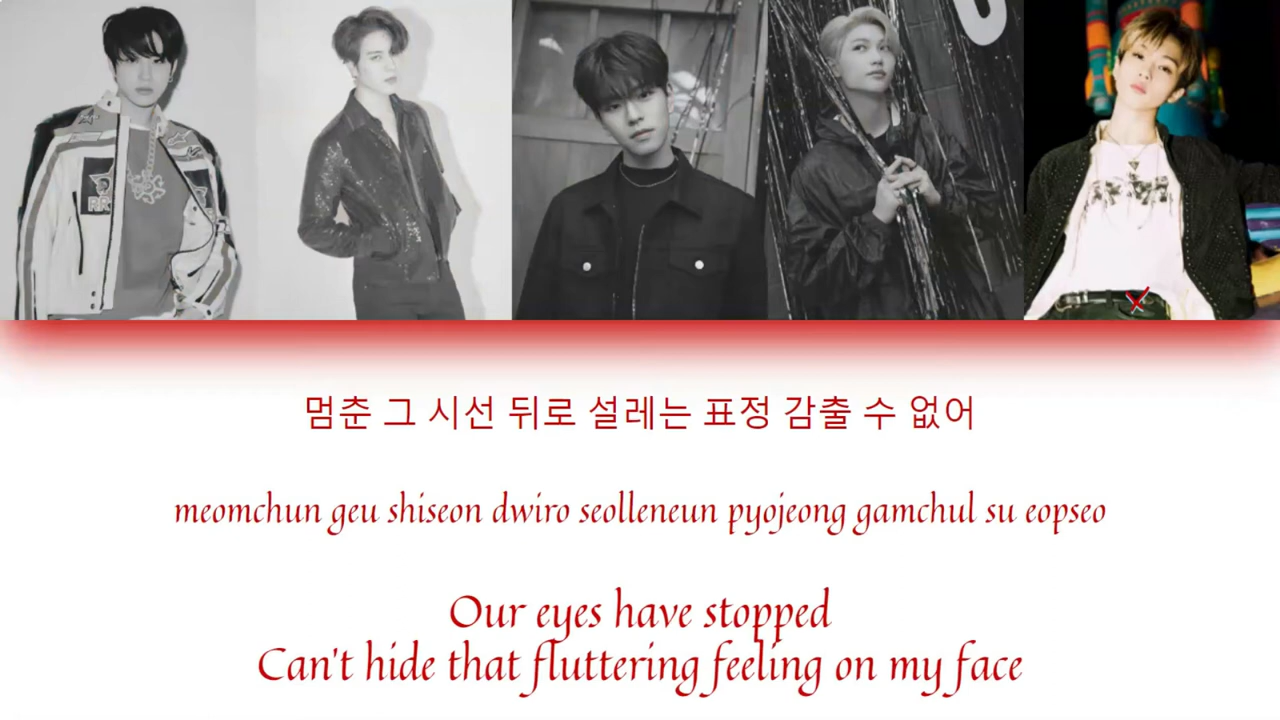 멈춘 그 시선 뒤로 설레는 표정 감출 수 없어
meomchun geu shiseon dwiro seolleneun pyojeong gamchul su eopseo
Our eyes have stopped
Can't hide that fluttering feeling on my face